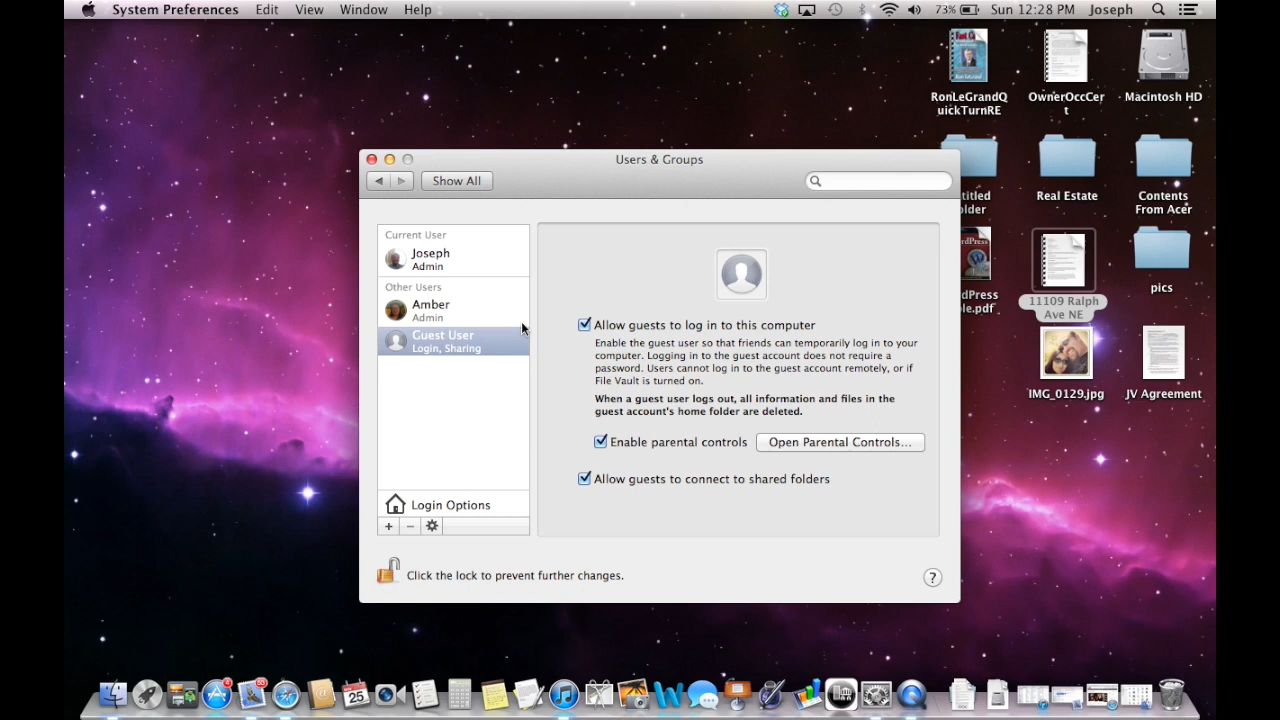 System Preferences Edit View Window Help 73% Sun 12:28 PM Joseph
RonLeGrandQ
uickTurnRE
OwnerOccCer
t
Macintosh HD
Users & Groups
Show All
Current User
Joseph
Admin
Other Users
Amber
Admin
Guest User
Login, Sharing
Login Options
+ −
Allow guests to log in to this computer
Enable the guest user so that friends can temporarily log in to your
computer. Logging in to the guest account does not require a
password. Users cannot log in to the guest account remotely, or if
File Vault is turned on.
When a guest user logs out, all information and files in the
guest account's home folder are deleted.
Enable parental controls
Open Parental Controls...
Allow guests to connect to shared folders
Click the lock to prevent further changes.
?
titled
older
Real Estate
Contents
From Acer
rdPress
ple.pdf
11109 Ralph
Ave NE
pics
IMG_0129.jpg
JV Agreement
25